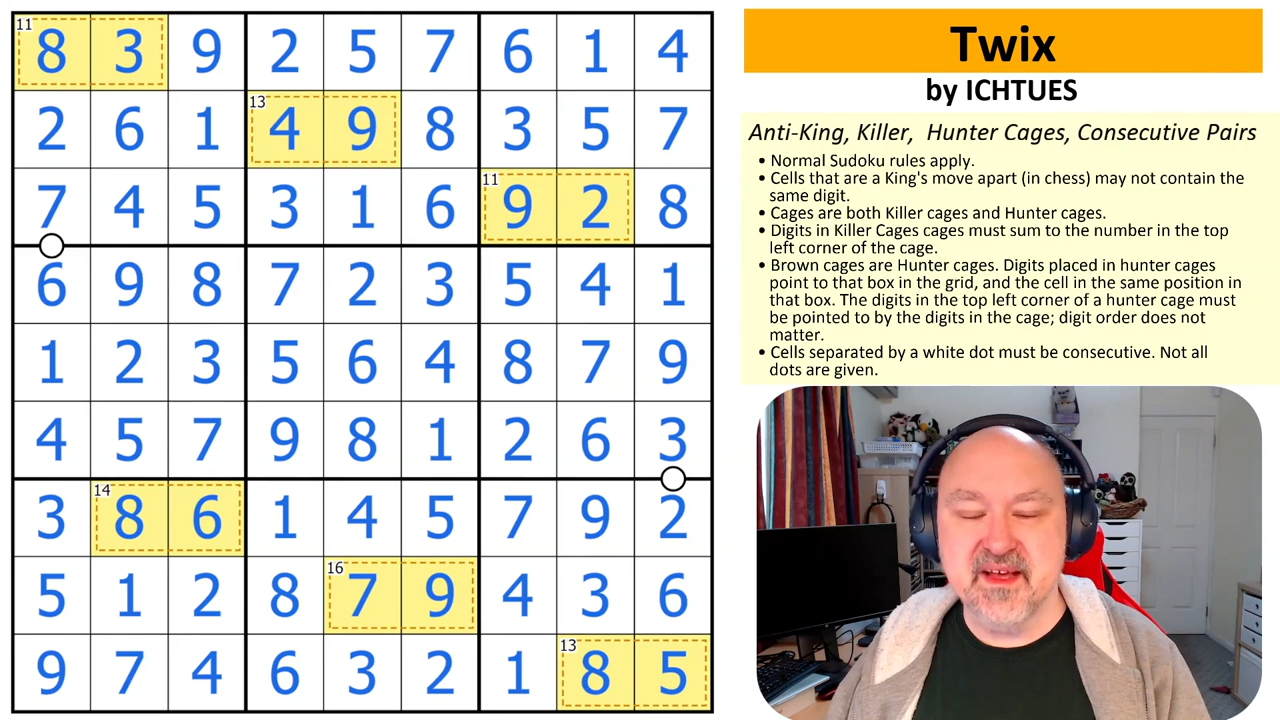 Twix
by ICHTUES
Anti-King, Killer, Hunter Cages, Consecutive Pairs
• Normal Sudoku rules apply.
• Cells that are a King's move apart (in chess) may not contain the
same digit.
• Cages are both Killer cages and Hunter cages.
• Digits in Killer Cages cages must sum to the number in the top
left corner of the cage.
• Brown cages are Hunter cages. Digits placed in hunter cages
point to that box in the grid, and the cell in the same position in
that box. The digits in the top left corner of a hunter cage must
be pointed to by the digits in the cage; digit order does not
matter.
• Cells separated by a white dot must be consecutive. Not all
dots are given.
11
8 3 9 2 5 7 6 1 4
13
2 6 1 4 9 8 3 5 7
11
7 4 5 3 1 6 9 2 8
6 9 8 7 2 3 5 4 1
1 2 3 5 6 4 8 7 9
4 5 7 9 8 1 2 6 3
14
3 8 6 1 4 5 7 9 2
16
5 1 2 8 7 9 4 3 6
13
9 7 4 6 3 2 1 8 5